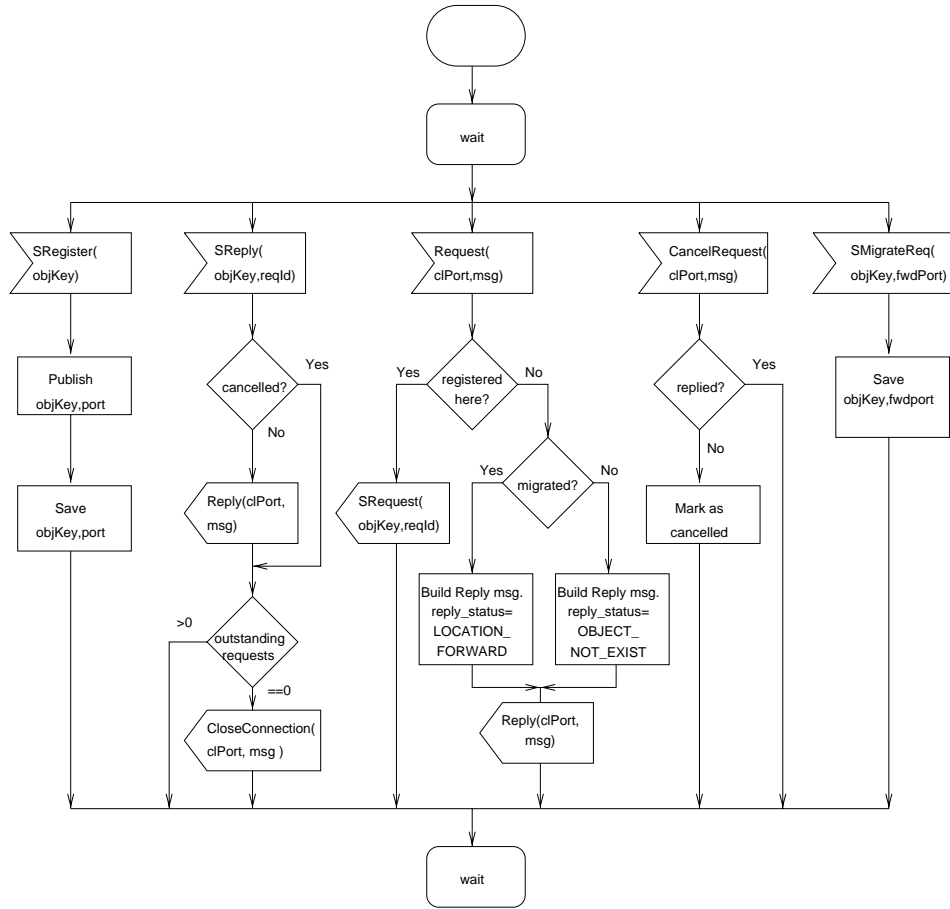 wait
SRegister(
objKey)
SReply(
objKey,reqId)
Request(
clPort,msg)
CancelRequest(
clPort,msg)
SMigrateReq(
objKey,fwdPort)
Publish
objKey,port
Save
objKey,port
cancelled?
Yes
No
Reply(clPort,
msg)
outstanding
requests
>0
==0
CloseConnection(
clPort, msg )
registered
here?
Yes
No
SRequest(
objKey,reqId)
migrated?
Yes
No
Build Reply msg.
reply_status=
LOCATION_
FORWARD
Build Reply msg.
reply_status=
OBJECT_
NOT_EXIST
Reply(clPort,
msg)
replied?
Yes
No
Mark as
cancelled
Save
objKey,fwdport
wait